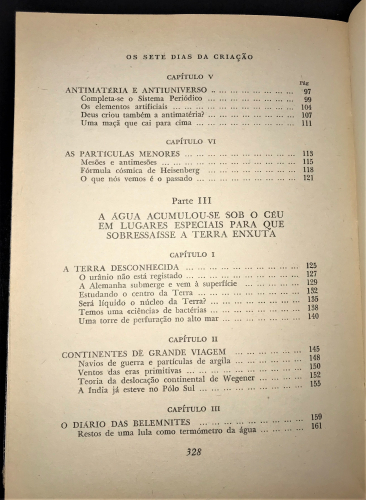 OS SETE DIAS DA CRIAÇÃO
CAPÍTULO V
Pág
ANTIMATÉRIA E ANTIUNIVERSO .. ... ... ... ... 97
Completa-se o Sistema Periódico ... ... ... ... ... 99
Os elementos artificiais ... ... ... ... ... ... 104
Deus criou também a antimatéria? ... ... ... ... 107
Uma maçã que cai para cima ... ... ... ... ... 111
CAPÍTULO VI
AS PARTÍCULAS MENORES ... ... ... ... ... ... 113
Mesões e antimesões ... ... ... ... ... ... ... 115
Fórmula cósmica de Heisenberg ... ... ... ... ... 118
O que nós vemos é o passado ... ... ... ... ... 121
Parte III
A ÁGUA ACUMULOU-SE SOB O CÉU
EM LUGARES ESPECIAIS PARA QUE
SOBRESSAÍSSE A TERRA ENXUTA
CAPÍTULO I
A TERRA DESCONHECIDA ... ... ... ... ... ... 125
O urânio não está registado ... ... ... ... ... 127
A Alemanha submerge e vem à superfície ... ... ... 129
Estudando o centro da Terra ... ... ... ... ... 132
Será líquido o núcleo da Terra? ... ... ... ... ... 135
Temos uma ciências de bactérias ... ... ... ... ... 138
Uma torre de perfuração no alto mar ... ... ... ... 140
CAPÍTULO II
CONTINENTES DE GRANDE VIAGEM ... ... ... ... 145
Navios de guerra e partículas de argila ... ... ... ... 148
Ventos das eras primitivas ... ... ... ... ... ... 150
Teoria da deslocação continental de Wegener ... ... ... 152
A Índia já esteve no Pólo Sul ... ... ... ... ... 155
CAPÍTULO III
O DIÁRIO DAS BELEMNITES ... ... ... ... ... ... 159
Restos de uma lula como termómetro da água ... ... ... 161
328